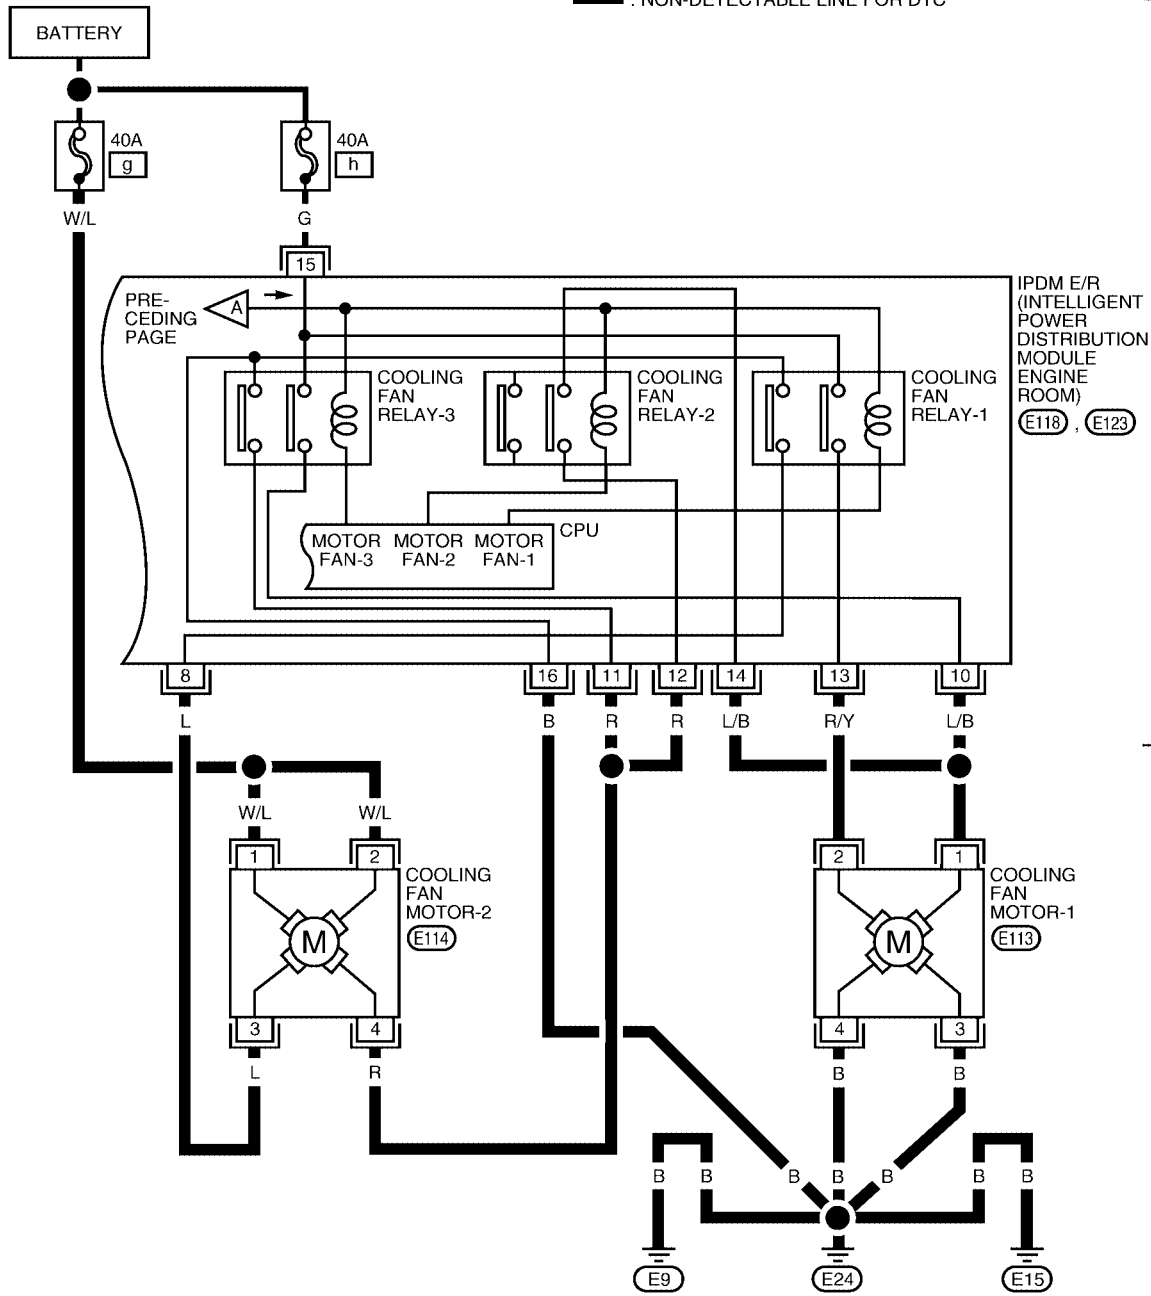 : NON-DETECTABLE LINE FOR DTC
BATTERY
40A
g
40A
h
W/L
G
15
PRE-
CEDING
PAGE
A
IPDM E/R
(INTELLIGENT
POWER
DISTRIBUTION
MODULE
ENGINE
ROOM)
E118 , E123
COOLING
FAN
RELAY-3
COOLING
FAN
RELAY-2
COOLING
FAN
RELAY-1
CPU
MOTOR
FAN-3
MOTOR
FAN-2
MOTOR
FAN-1
8
16
11
12
14
13
10
L
B
R
R
L/B
R/Y
L/B
W/L
W/L
1
2
COOLING
FAN
MOTOR-2
E114
M
3
4
L
R
2
1
COOLING
FAN
MOTOR-1
E113
M
4
3
B
B
B
B
B
B
B
B
B
E9
E24
E15